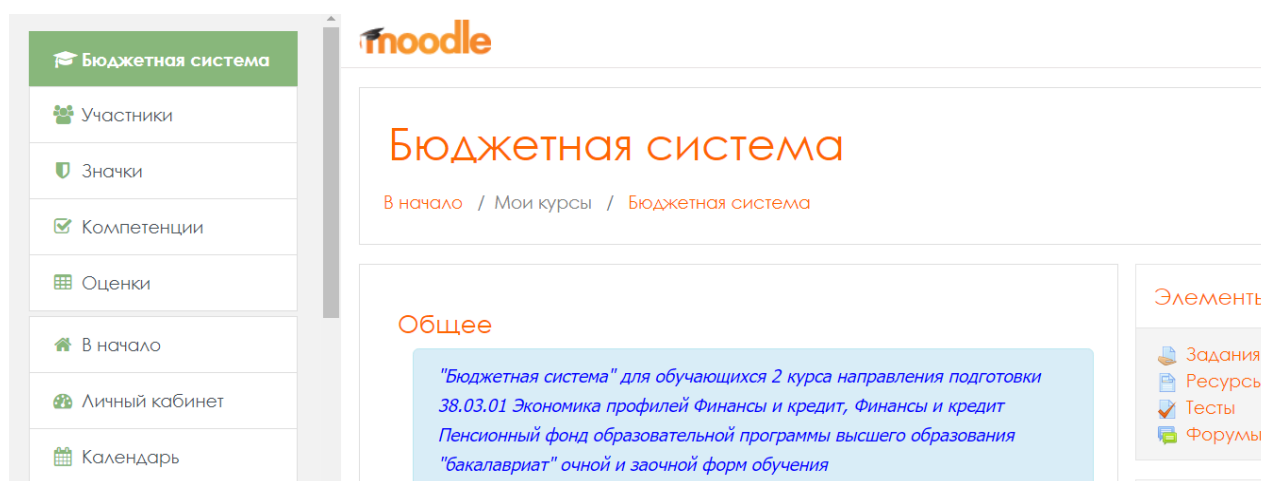 Бюджетная система
Участники
Значки
Компетенции
Оценки
В начало
Личный кабинет
Календарь
moodle
Бюджетная система
В начало / Мои курсы / Бюджетная система
Общее
"Бюджетная система" для обучающихся 2 курса направления подготовки
38.03.01 Экономика профилей Финансы и кредит, Финансы и кредит
Пенсионный фонд образовательной программы высшего образования
"бакалавриат" очной и заочной форм обучения
Элементы
Задания
Ресурсы
Тесты
Форумы